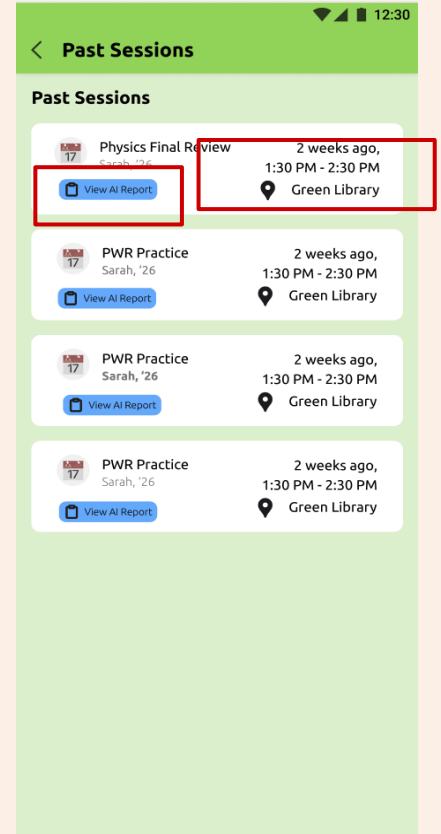 12:30
Past Sessions
Past Sessions
17
Physics Final Review
Sarah, '26
View AI Report
2 weeks ago,
1:30 PM - 2:30 PM
Green Library
17
PWR Practice
Sarah, '26
View AI Report
2 weeks ago,
1:30 PM - 2:30 PM
Green Library
17
PWR Practice
Sarah, '26
View AI Report
2 weeks ago,
1:30 PM - 2:30 PM
Green Library
17
PWR Practice
Sarah, '26
View AI Report
2 weeks ago,
1:30 PM - 2:30 PM
Green Library